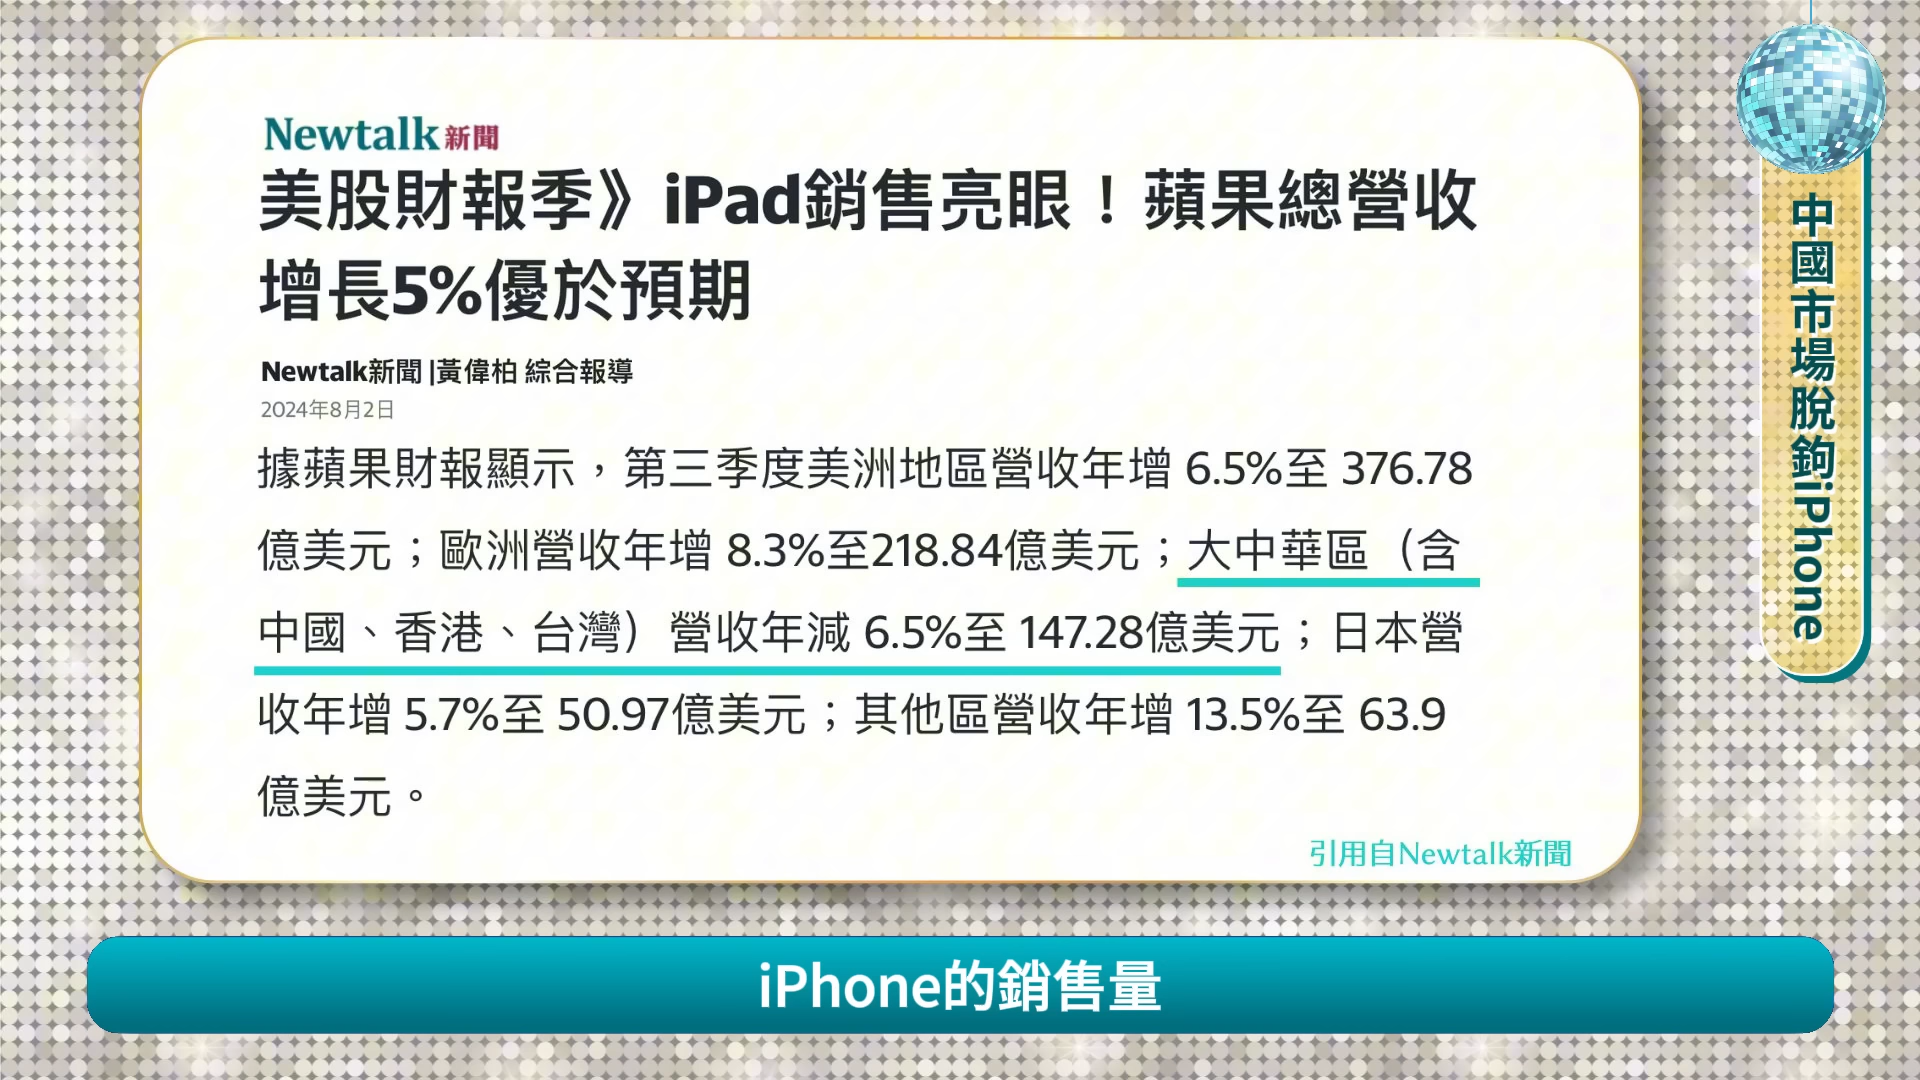 Newtalk新聞
美股財報季》iPad銷售亮眼！蘋果總營收
增長5%優於預期
Newtalk新聞 |黃偉柏 綜合報導
2024年8月2日
據蘋果財報顯示，第三季度美洲地區營收年增 6.5%至 376.78
億美元；歐洲營收年增 8.3%至218.84億美元；大中華區（含
中國、香港、台灣）營收年減 6.5%至 147.28億美元；日本營
收年增 5.7%至 50.97億美元；其他區營收年增 13.5%至 63.9
億美元。
引用自Newtalk新聞
中國市場脫鉤iPhone
iPhone的銷售量